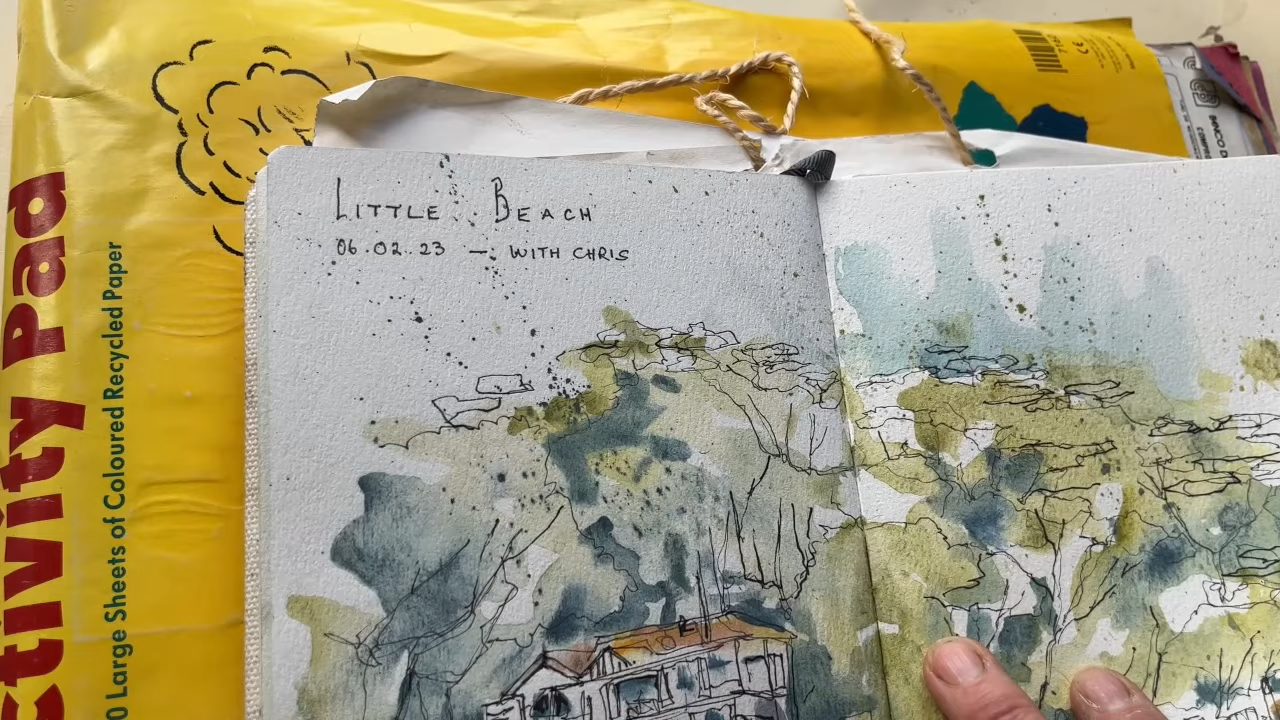 LITTLE BEACH
06.02.23 — WITH CHRIS
ctivity Pad
0 Large Sheets of Coloured Recycled Paper